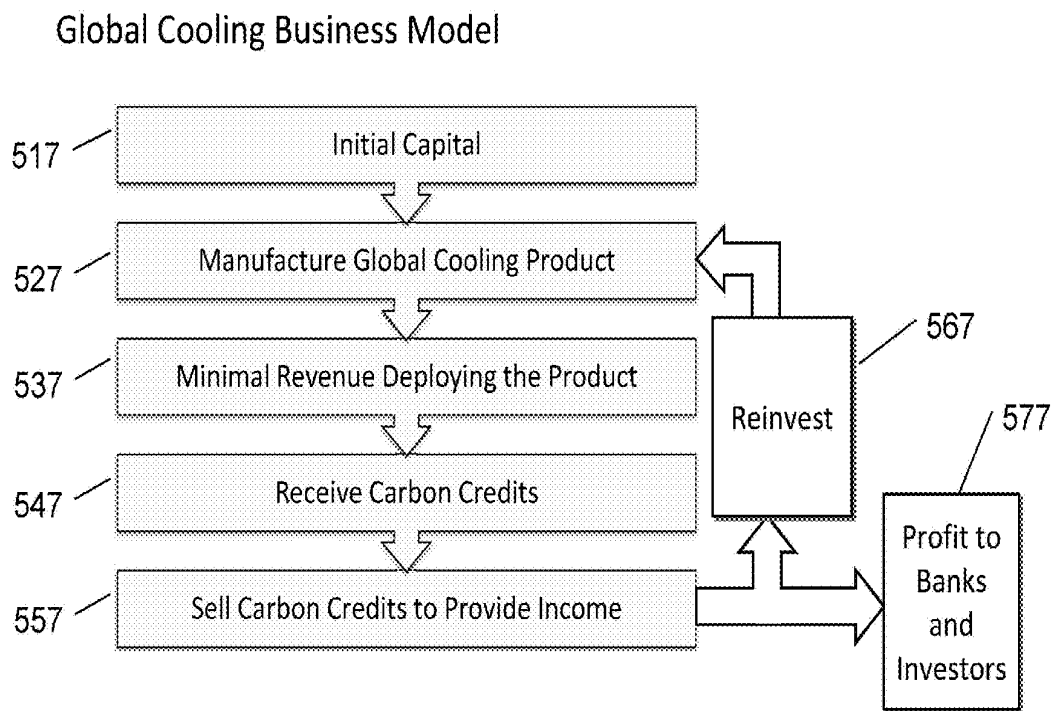 Global Cooling Business Model
517
Initial Capital
527
Manufacture Global Cooling Product
537
Minimal Revenue Deploying the Product
547
Receive Carbon Credits
557
Sell Carbon Credits to Provide Income
567
Reinvest
577
Profit to
Banks
and
Investors